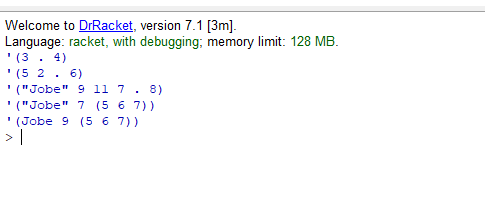 Welcome to DrRacket, version 7.1 [3m].
Language: racket, with debugging; memory limit: 128 MB.
'(3 . 4)
'(5 2 . 6)
'("Jobe" 9 11 7 . 8)
'("Jobe" 7 (5 6 7))
'(Jobe 9 (5 6 7))
>